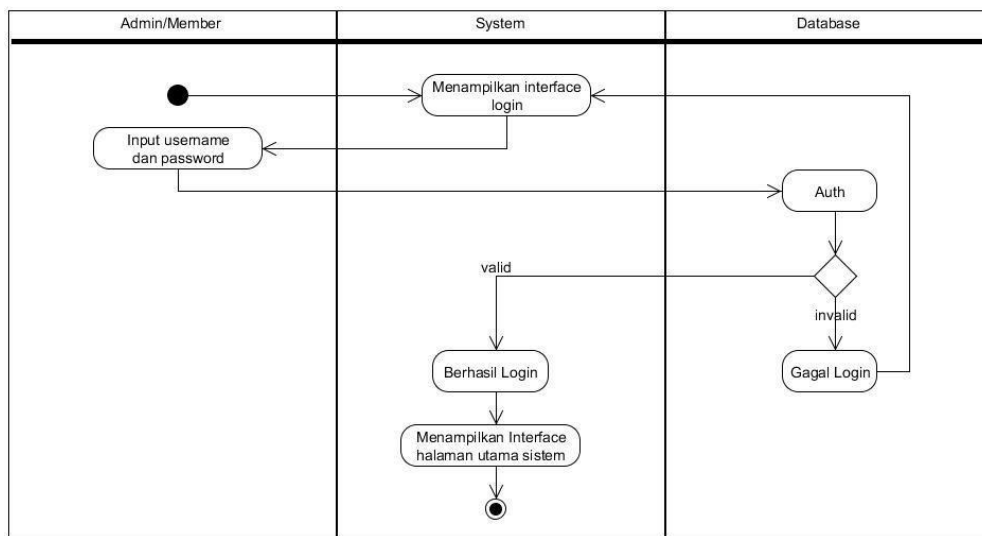 Admin/Member
System
Database
Menampilkan interface
login
Input username
dan password
Auth
valid
invalid
Berhasil Login
Gagal Login
Menampilkan Interface
halaman utama sistem